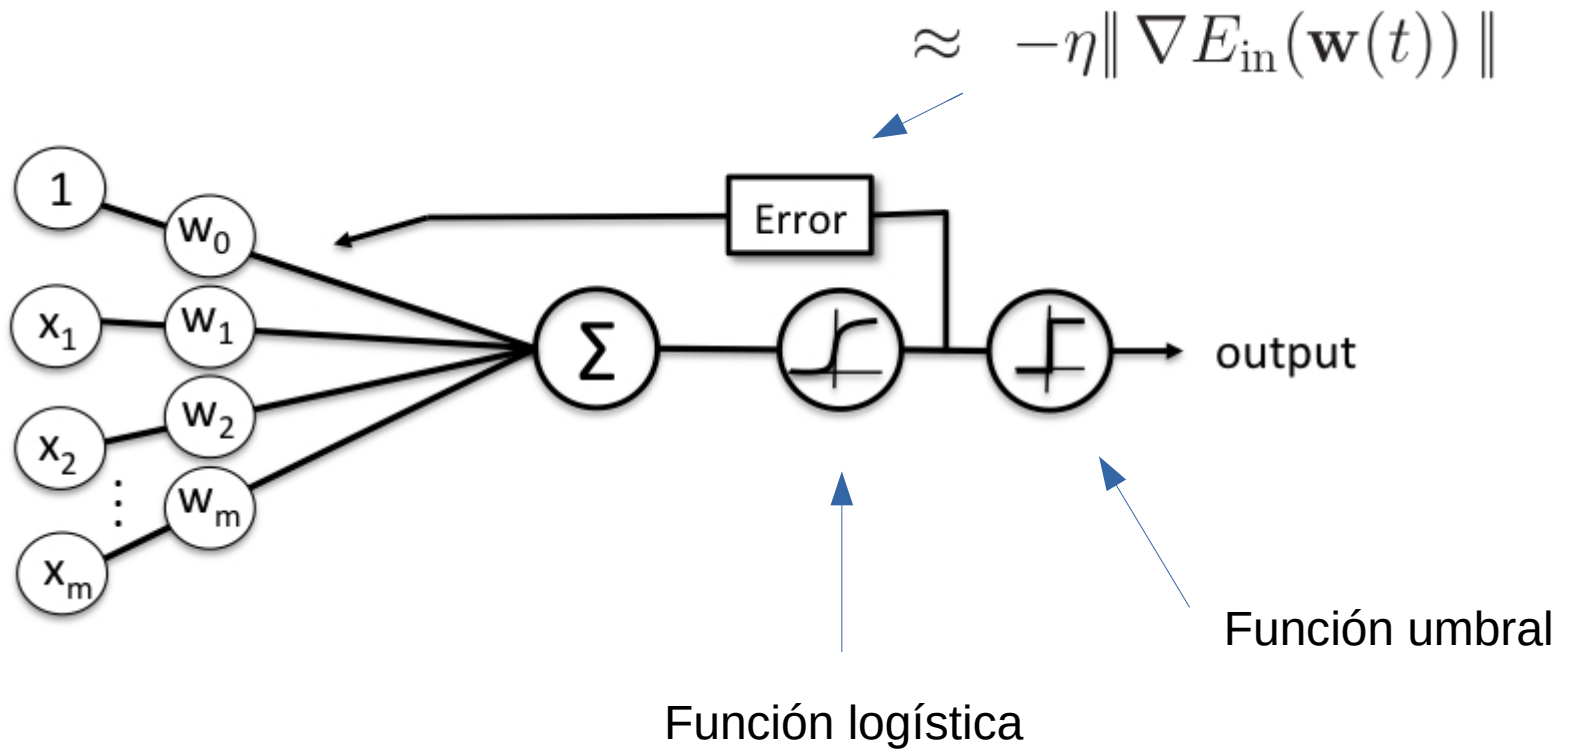 ≈ −η‖ ∇E_in(w(t)) ‖
1
w₀
Error
x₁
w₁
Σ
output
x₂
w₂
⋮
wₘ
xₘ
Función umbral
Función logística